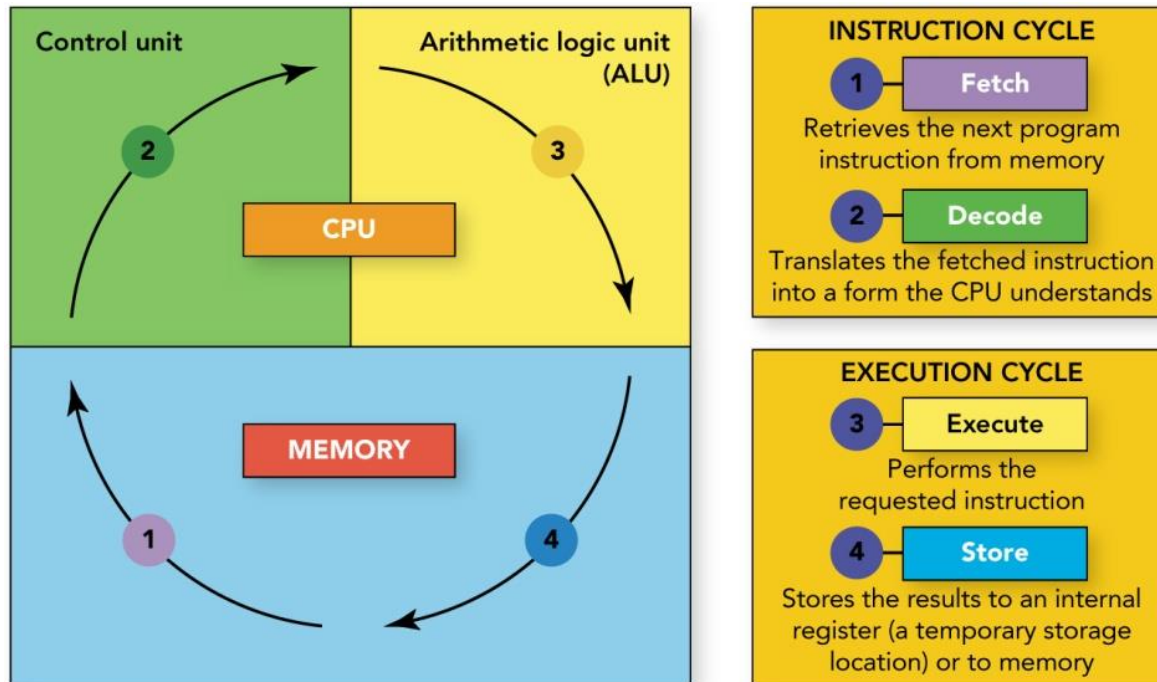 Control unit
Arithmetic logic unit
(ALU)
2
3
CPU
MEMORY
1
4
INSTRUCTION CYCLE
1 Fetch
Retrieves the next program
instruction from memory
2 Decode
Translates the fetched instruction
into a form the CPU understands
EXECUTION CYCLE
3 Execute
Performs the
requested instruction
4 Store
Stores the results to an internal
register (a temporary storage
location) or to memory